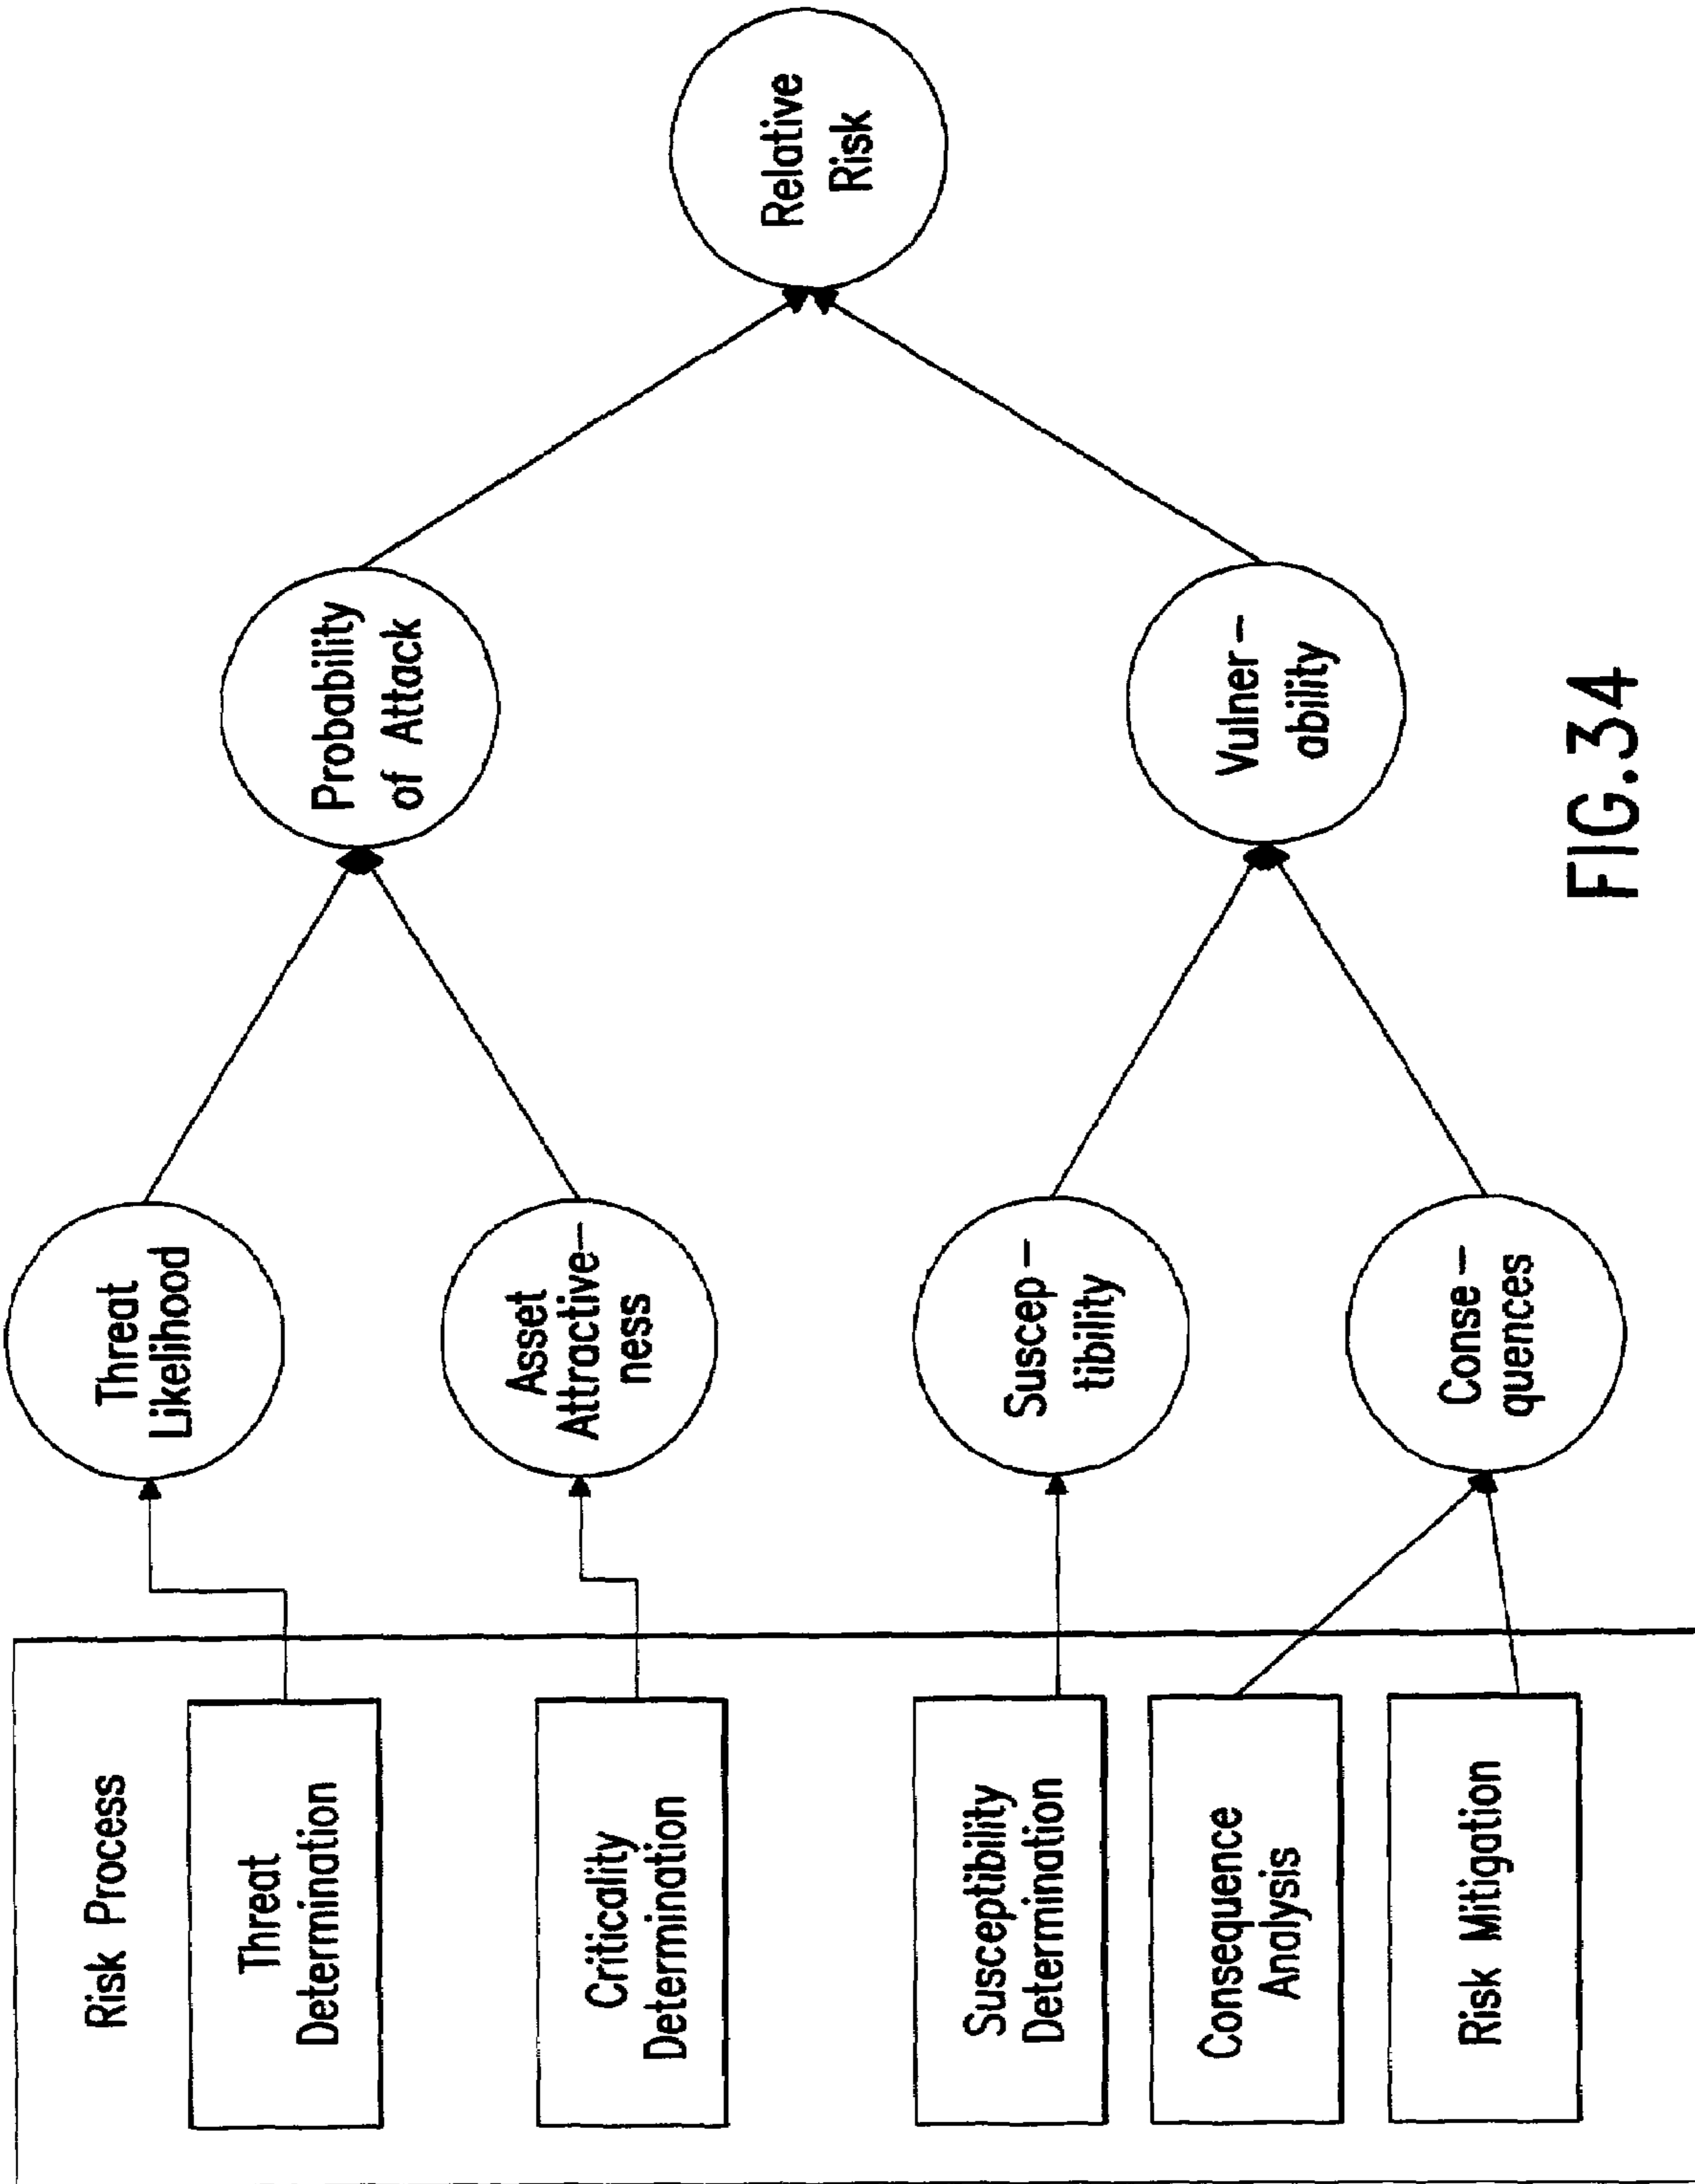 Risk Process
Threat
Determination
Criticality
Determination
Susceptibility
Determination
Consequence
Analysis
Risk Mitigation
Threat
Likelihood
Asset
Attractive–
ness
Suscep–
tibility
Conse–
quences
Probability
of Attack
Vulner–
ability
Relative
Risk
FIG.34